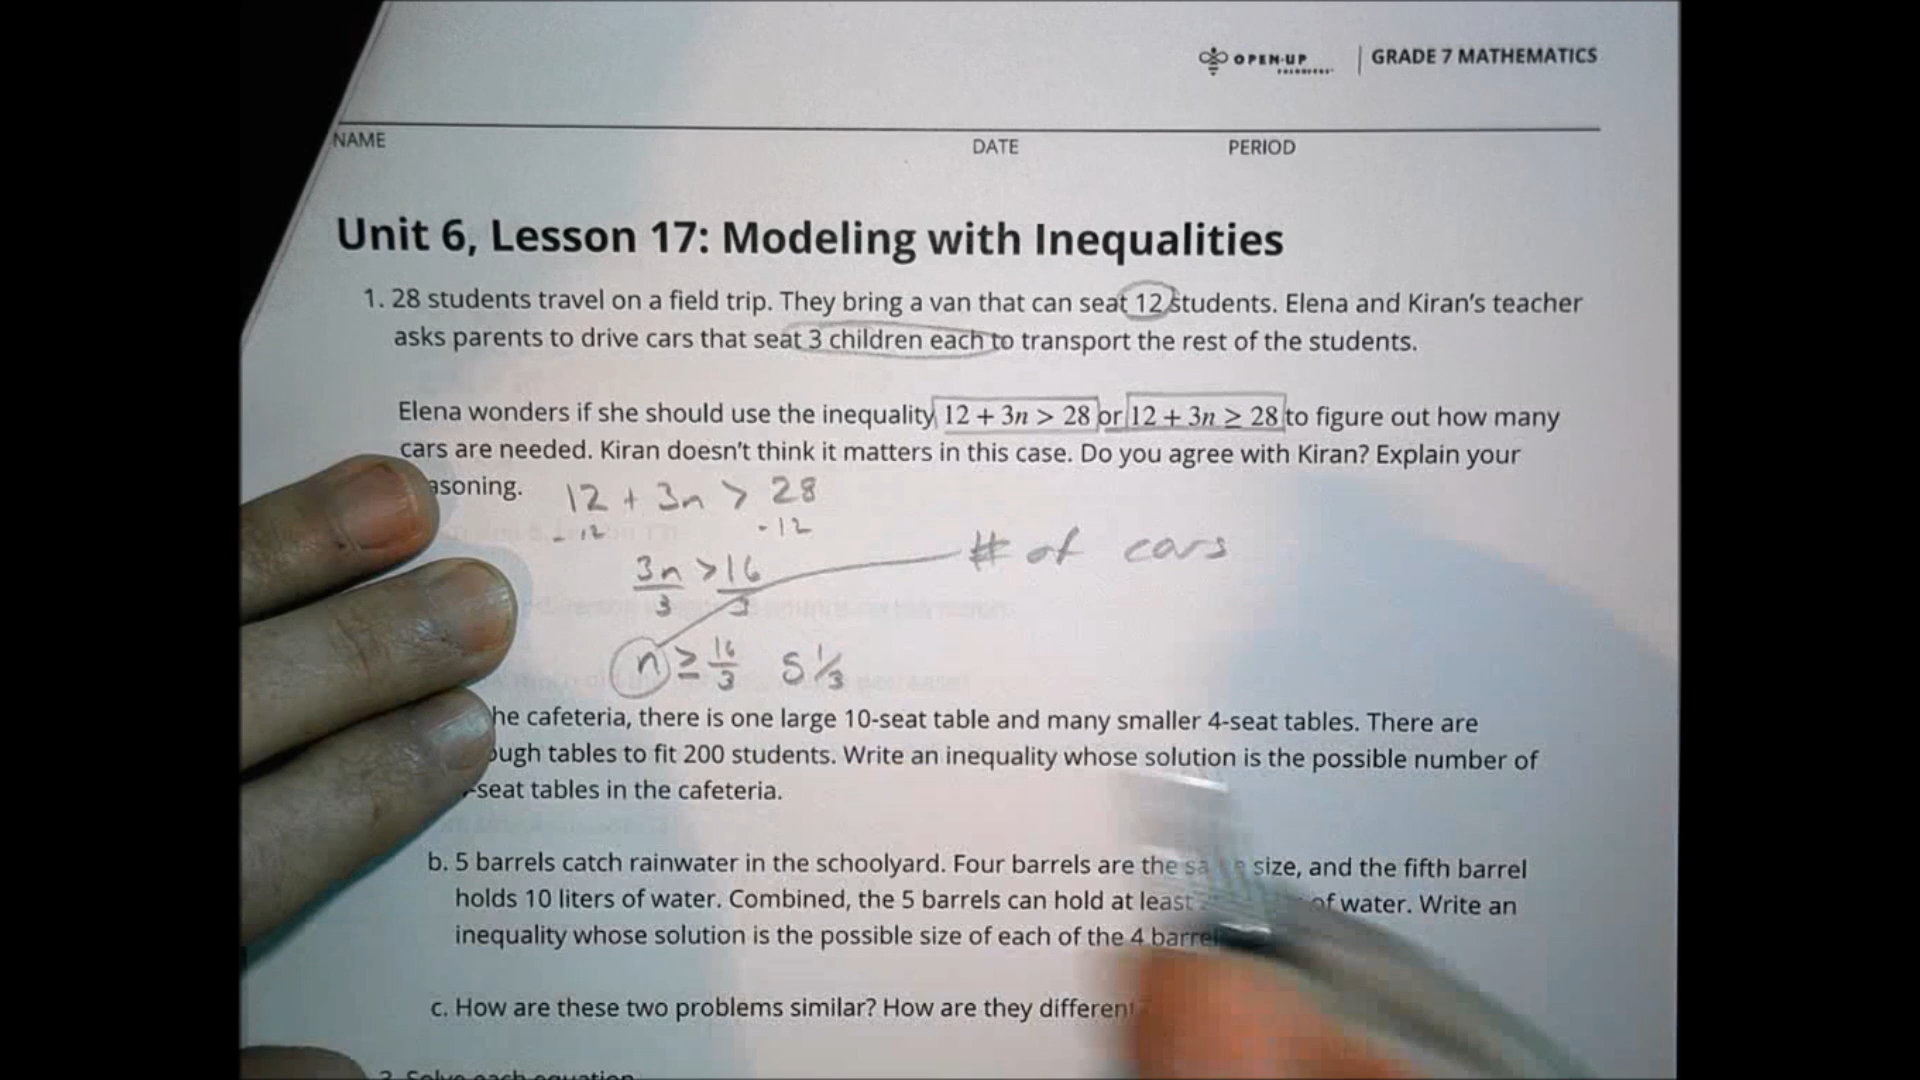 OPEN-UP
GRADE 7 MATHEMATICS
NAME DATE PERIOD
Unit 6, Lesson 17: Modeling with Inequalities
1. 28 students travel on a field trip. They bring a van that can seat 12 students. Elena and Kiran's teacher
asks parents to drive cars that seat 3 children each to transport the rest of the students.
Elena wonders if she should use the inequality 12 + 3n > 28 or 12 + 3n ≥ 28 to figure out how many
cars are needed. Kiran doesn't think it matters in this case. Do you agree with Kiran? Explain your
asoning.
12 + 3n > 28
- 12 - 12
# of cars
3n > 16
3 3
n ≥ 16/3 5 1/3
he cafeteria, there is one large 10-seat table and many smaller 4-seat tables. There are
ough tables to fit 200 students. Write an inequality whose solution is the possible number of
-seat tables in the cafeteria.
b. 5 barrels catch rainwater in the schoolyard. Four barrels are the size, and the fifth barrel
holds 10 liters of water. Combined, the 5 barrels can hold at least of water. Write an
inequality whose solution is the possible size of each of the 4 barrel
c. How are these two problems similar? How are they different
Solve each equation